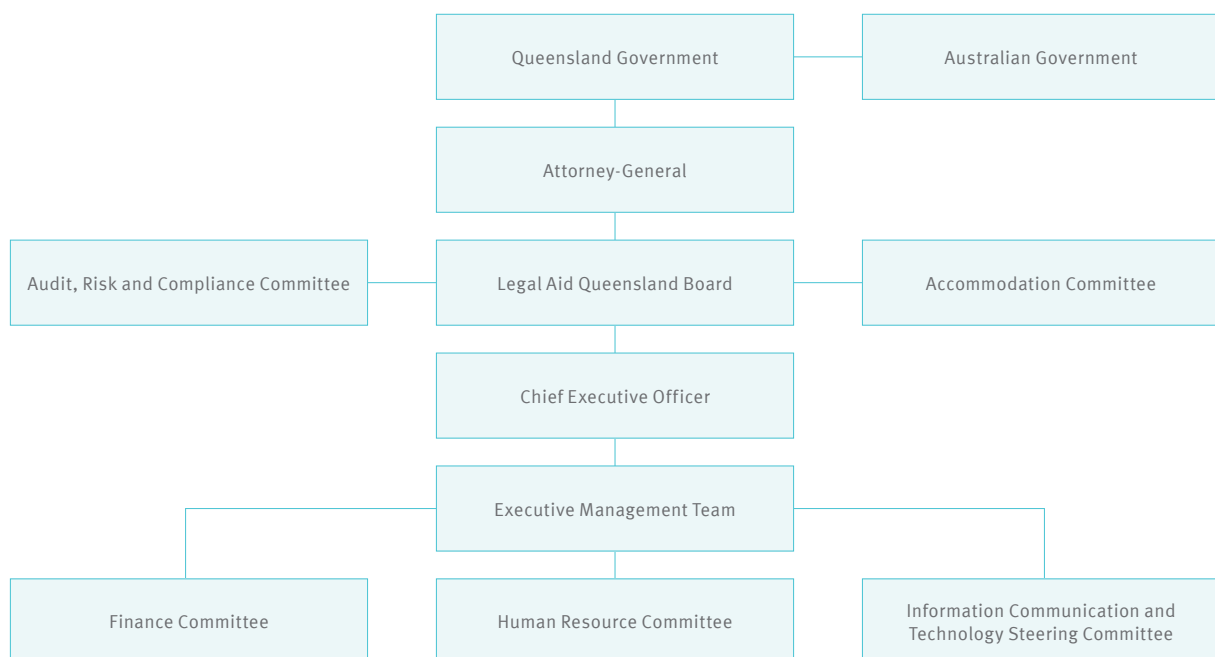 Queensland Government
Australian Government
Attorney-General
Audit, Risk and Compliance Committee
Legal Aid Queensland Board
Accommodation Committee
Chief Executive Officer
Executive Management Team
Finance Committee
Human Resource Committee
Information Communication and
Technology Steering Committee